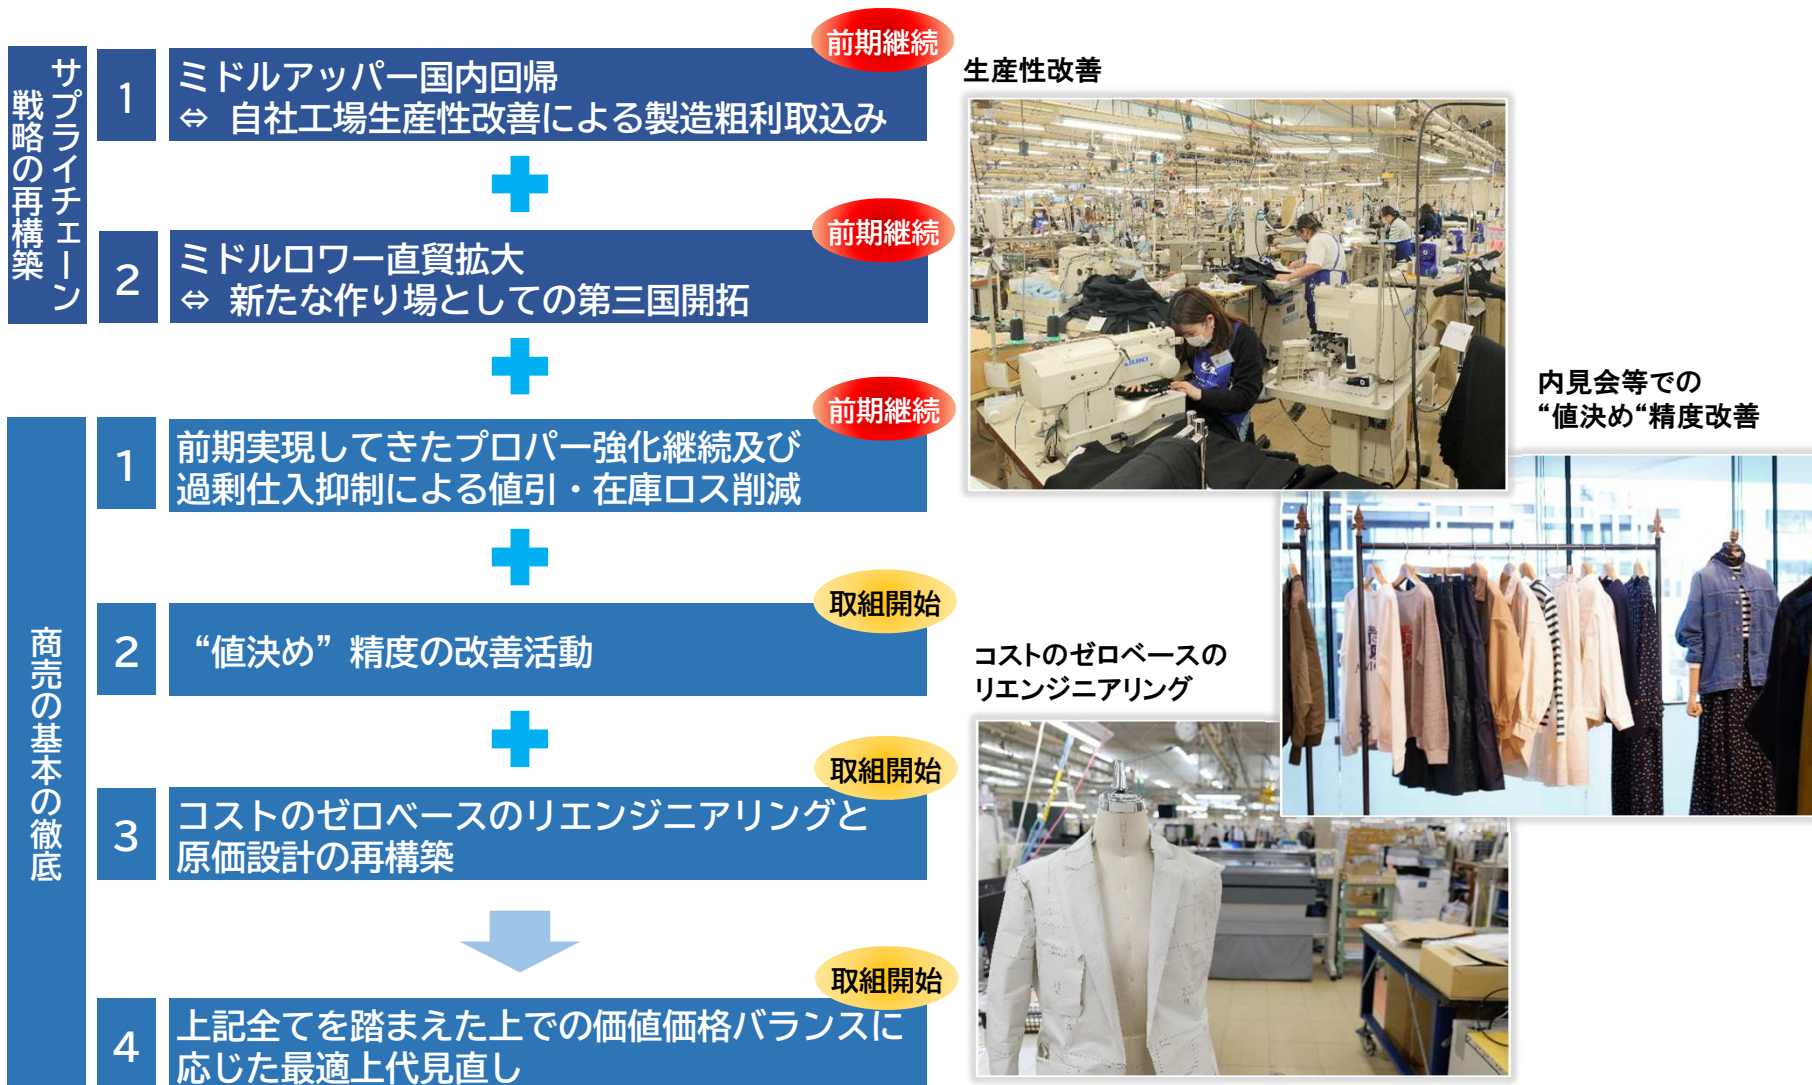 サプライチェーン
戦略の再構築
前期継続
1
ミドルアッパー国内回帰
⇔ 自社工場生産性改善による製造粗利取込み
前期継続
2
ミドルロワー直貿拡大
⇔ 新たな作り場としての第三国開拓
商売の基本の徹底
前期継続
1
前期実現してきたプロパー強化継続及び
過剰仕入抑制による値引・在庫ロス削減
取組開始
2
“値決め”精度の改善活動
取組開始
3
コストのゼロベースのリエンジニアリングと
原価設計の再構築
取組開始
4
上記全てを踏まえた上での価値価格バランスに
応じた最適上代見直し
生産性改善
JUKI
内見会等での
“値決め“精度改善
コストのゼロベースの
リエンジニアリング